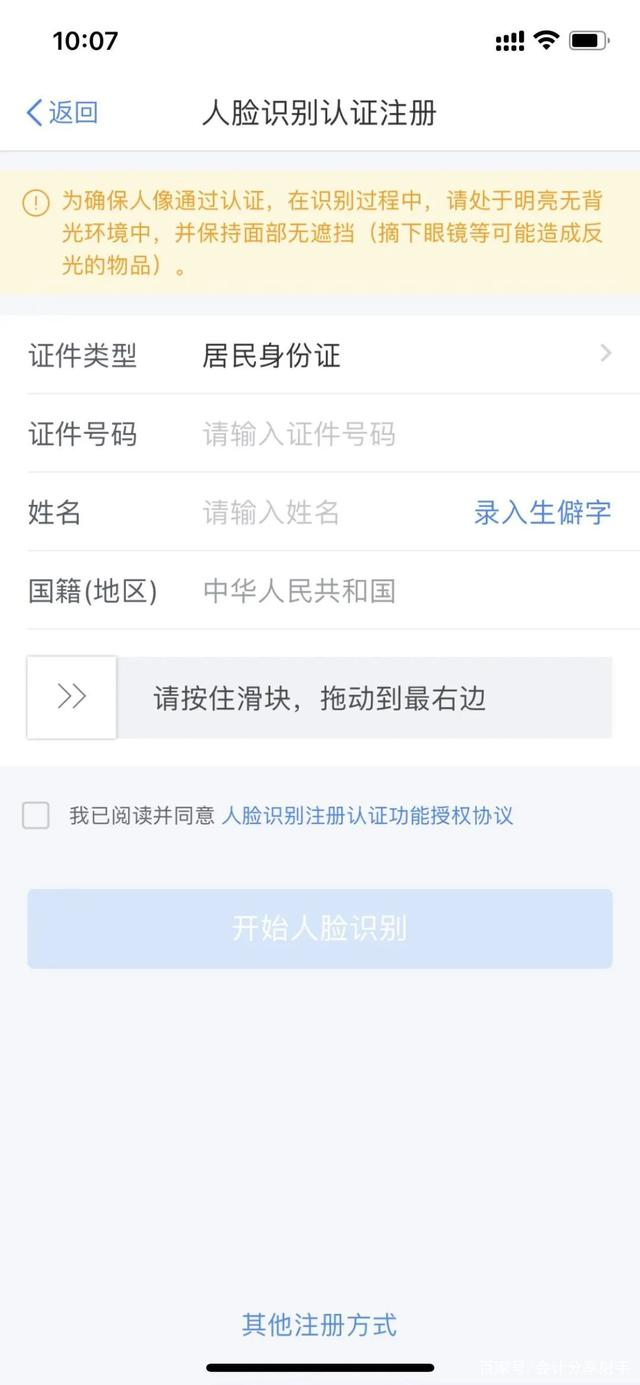 10:07
返回
人脸识别认证注册
为确保人像通过认证，在识别过程中，请处于明亮无背
光环境中，并保持面部无遮挡（摘下眼镜等可能造成反
光的物品）。
证件类型 居民身份证
证件号码 请输入证件号码
姓名 请输入姓名 录入生僻字
国籍(地区) 中华人民共和国
请按住滑块，拖动到最右边
我已阅读并同意 人脸识别注册认证功能授权协议
开始人脸识别
其他注册方式